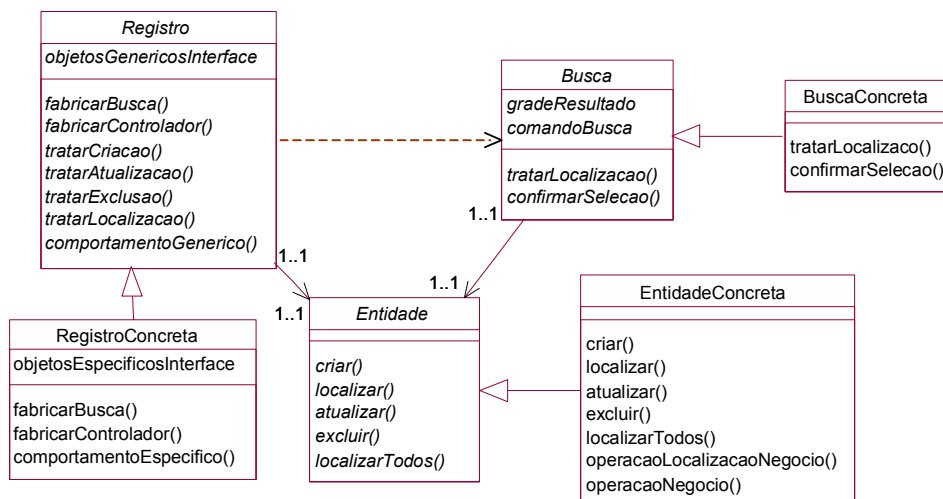 Registro
objetosGenericosInterface
fabricarBusca()
fabricarControlador()
tratarCriacao()
tratarAtualizacao()
tratarExclusao()
tratarLocalizacao()
comportamentoGenerico()
Busca
gradeResultado
comandoBusca
tratarLocalizacao()
confirmarSelecao()
BuscaConcreta
tratarLocalizaco()
confirmarSelecao()
1..1
1..1
1..1
1..1
RegistroConcreta
objetosEspecificosInterface
fabricarBusca()
fabricarControlador()
comportamentoEspecifico()
Entidade
criar()
localizar()
atualizar()
excluir()
localizarTodos()
EntidadeConcreta
criar()
localizar()
atualizar()
excluir()
localizarTodos()
operacaoLocalizacaoNegocio()
operacaoNegocio()